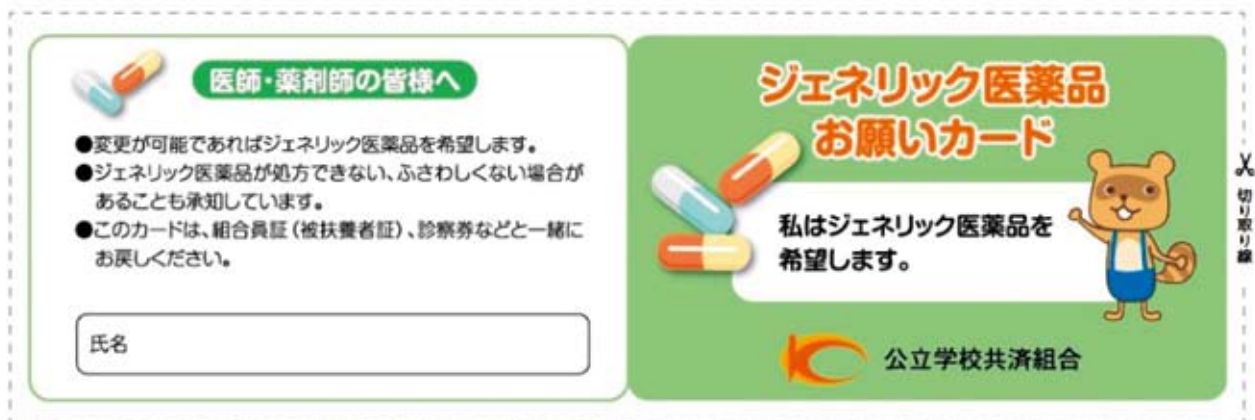 医師・薬剤師の皆様へ
●変更が可能であればジェネリック医薬品を希望します。
●ジェネリック医薬品が処方できない、ふさわしくない場合が
あることも承知しています。
●このカードは、組合員証(被扶養者証)、診察券などと一緒に
お戻しください。
氏名
ジェネリック医薬品
お願いカード
私はジェネリック医薬品を
希望します。
公立学校共済組合
切り取り線